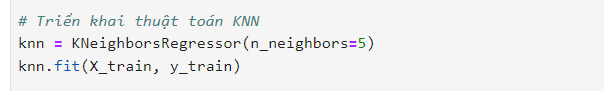 # Triển khai thuật toán KNN
knn = KNeighborsRegressor(n_neighbors=5)
knn.fit(X_train, y_train)